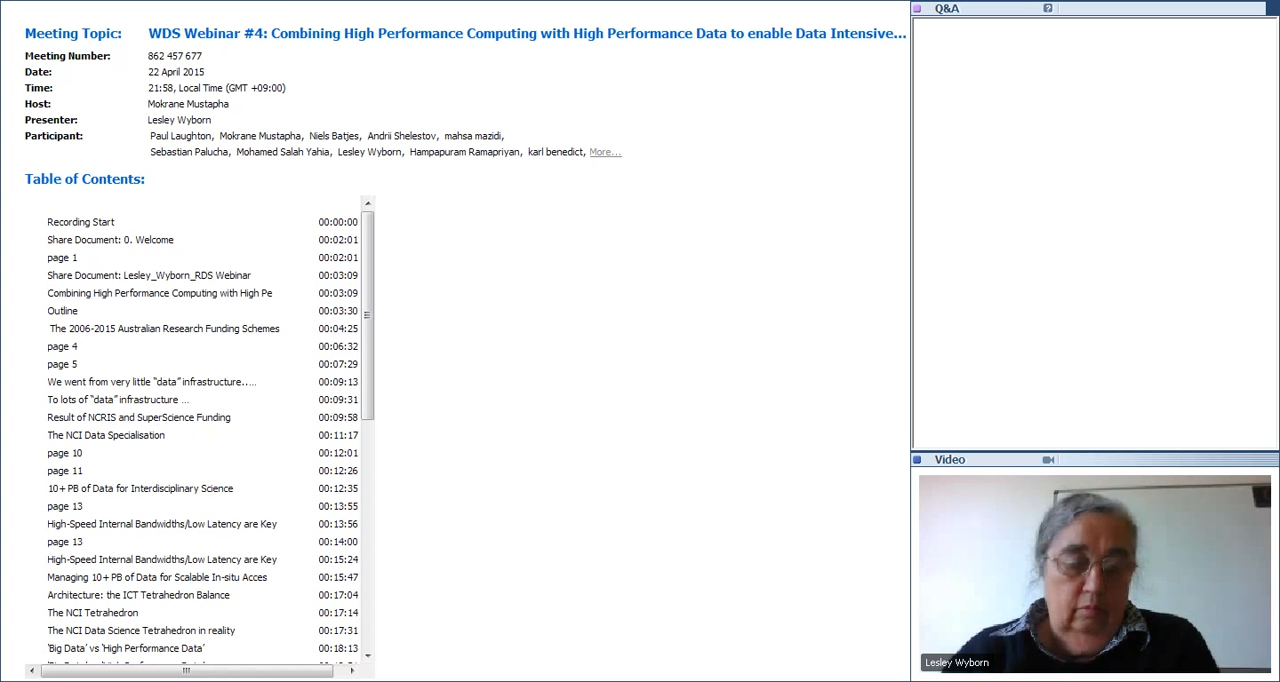 Meeting Topic: WDS Webinar #4: Combining High Performance Computing with High Performance Data to enable Data Intensive...
Meeting Number: 862 457 677
Date: 22 April 2015
Time: 21:58, Local Time (GMT +09:00)
Host: Mokrane Mustapha
Presenter: Lesley Wyborn
Participant: Paul Laughton, Mokrane Mustapha, Niels Batjes, Andrii Shelestov, mahsa mazidi,
Sebastian Palucha, Mohamed Salah Yahia, Lesley Wyborn, Hampapuram Ramapriyan, karl benedict, More...
Table of Contents:
Recording Start 00:00:00
Share Document: 0. Welcome 00:02:01
page 1 00:02:01
Share Document: Lesley_Wyborn_RDS Webinar 00:03:09
Combining High Performance Computing with High Pe 00:03:09
Outline 00:03:30
The 2006-2015 Australian Research Funding Schemes 00:04:25
page 4 00:06:32
page 5 00:07:29
We went from very little “data” infrastructure..... 00:09:13
To lots of “data” infrastructure ... 00:09:31
Result of NCRIS and SuperScience Funding 00:09:58
The NCI Data Specialisation 00:11:17
page 10 00:12:01
page 11 00:12:26
10+PB of Data for Interdisciplinary Science 00:12:35
page 13 00:13:55
High-Speed Internal Bandwidths/Low Latency are Key 00:13:56
page 13 00:14:00
High-Speed Internal Bandwidths/Low Latency are Key 00:15:24
Managing 10+PB of Data for Scalable In-situ Acces 00:15:47
Architecture: the ICT Tetrahedron Balance 00:17:04
The NCI Tetrahedron 00:17:14
The NCI Data Science Tetrahedron in reality 00:17:31
‘Big Data’ vs ‘High Performance Data’ 00:18:13
Q&A
Video
Lesley Wyborn